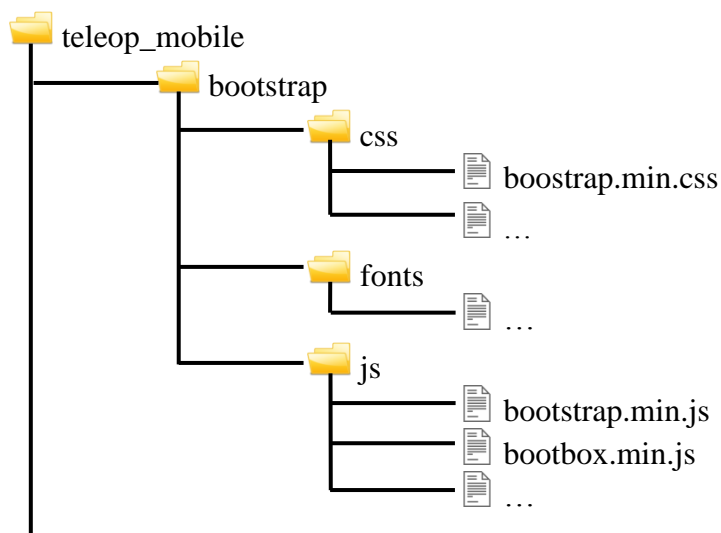 teleop_mobile
bootstrap
css
boostrap.min.css
…
fonts
…
js
bootstrap.min.js
bootbox.min.js
…